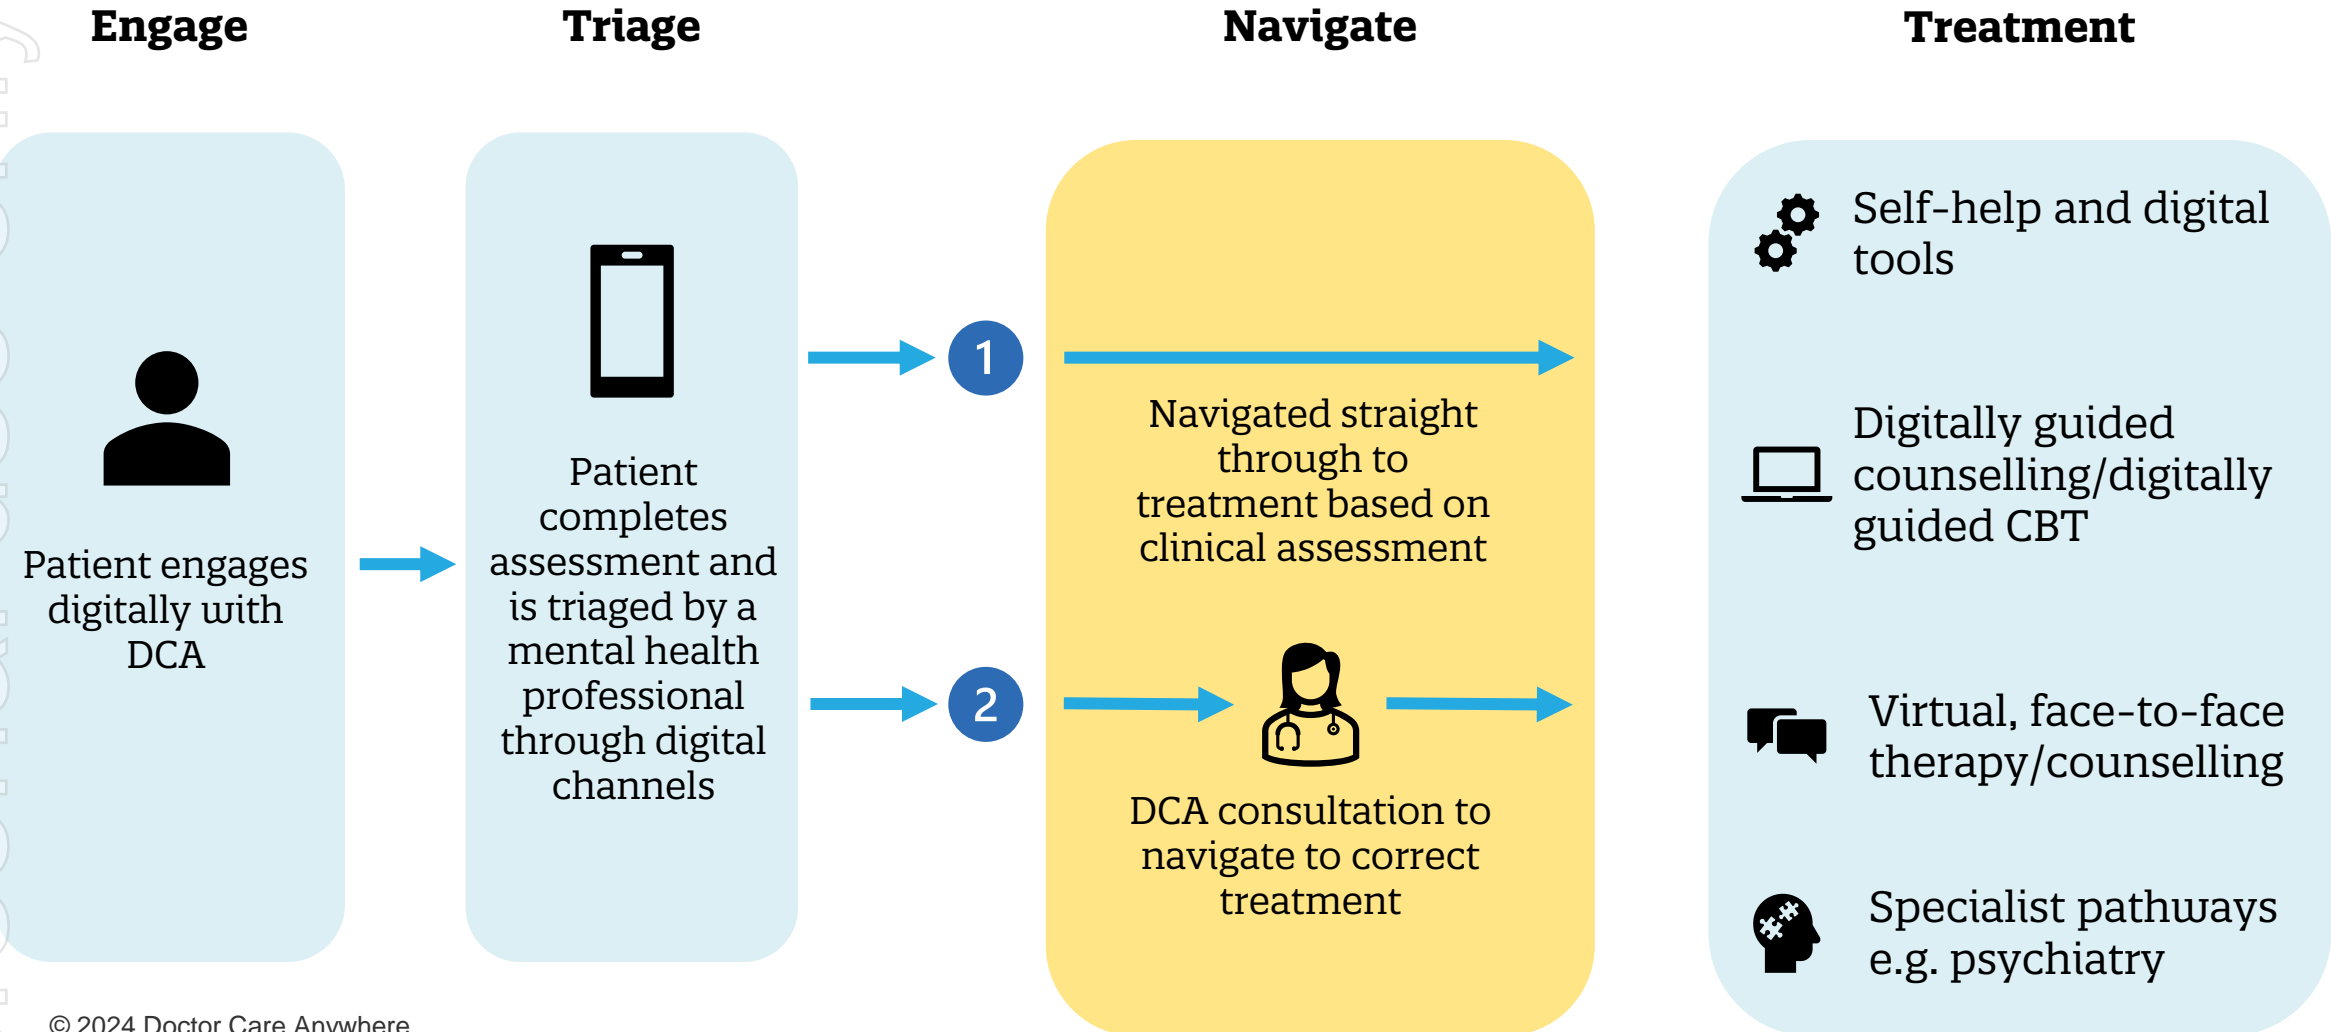 Engage
Triage
Navigate
Treatment
Patient engages
digitally with
DCA
Patient
completes
assessment and
is triaged by a
mental health
professional
through digital
channels
1
2
Navigated straight
through to
treatment based on
clinical assessment
DCA consultation to
navigate to correct
treatment
Self-help and digital
tools
Digitally guided
counselling/digitally
guided CBT
Virtual, face-to-face
therapy/counselling
Specialist pathways
e.g. psychiatry
© 2024 Doctor Care Anywhere